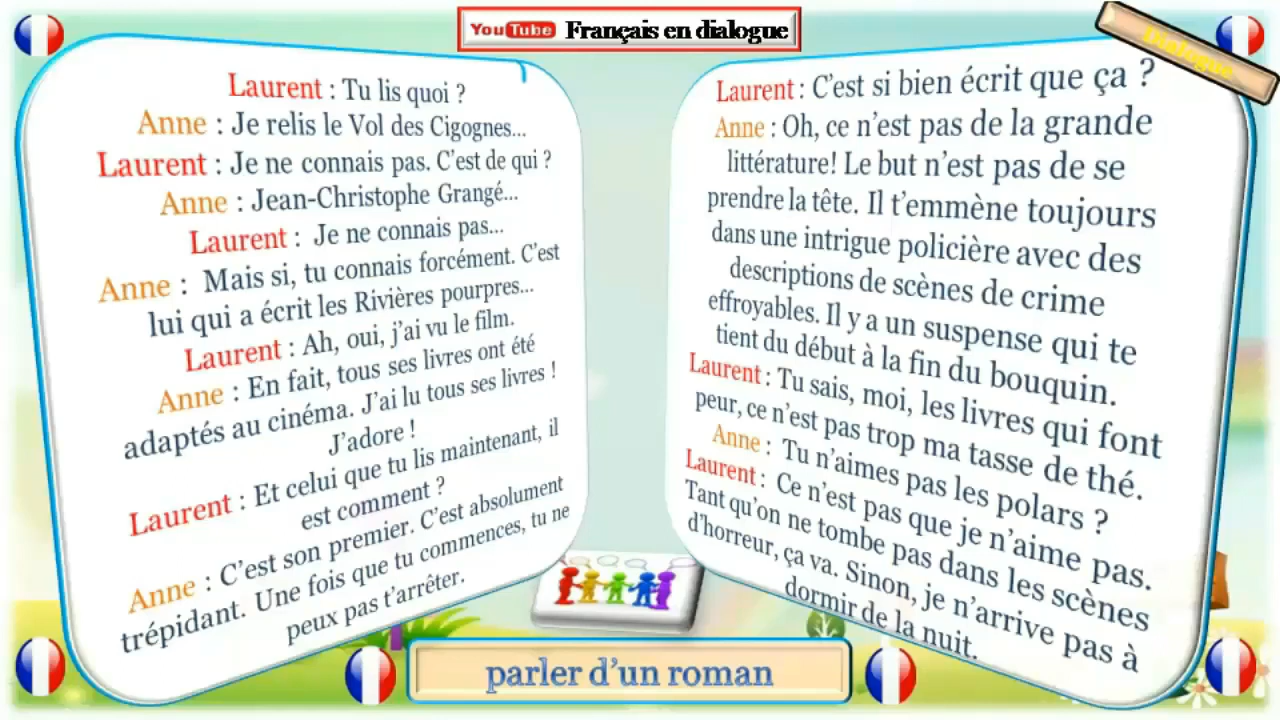 YouTube Français en dialogue
Dialogue
Laurent : Tu lis quoi ?
Anne : Je relis le Vol des Cigognes...
Laurent : Je ne connais pas. C'est de qui ?
Anne : Jean-Christophe Grangé...
Laurent : Je ne connais pas...
Anne : Mais si, tu connais forcément. C'est
lui qui a écrit les Rivières pourpres...
Laurent : Ah, oui, j'ai vu le film.
Anne : En fait, tous ses livres ont été
adaptés au cinéma. J'ai lu tous ses livres !
J'adore !
Laurent : Et celui que tu lis maintenant, il
est comment ?
Anne : C'est son premier. C'est absolument
trépidant. Une fois que tu commences, tu ne
peux pas t'arrêter.
Laurent : C'est si bien écrit que ça ?
Anne : Oh, ce n'est pas de la grande
littérature! Le but n'est pas de se
prendre la tête. Il t'emmène toujours
dans une intrigue policière avec des
descriptions de scènes de crime
effroyables. Il y a un suspense qui te
tient du début à la fin du bouquin.
Laurent : Tu sais, moi, les livres qui font
peur, ce n'est pas trop ma tasse de thé.
Anne : Tu n'aimes pas les polars ?
Laurent : Ce n'est pas que je n'aime pas.
Tant qu'on ne tombe pas dans les scènes
d'horreur, ça va. Sinon, je n'arrive pas à
dormir de la nuit.
parler d'un roman